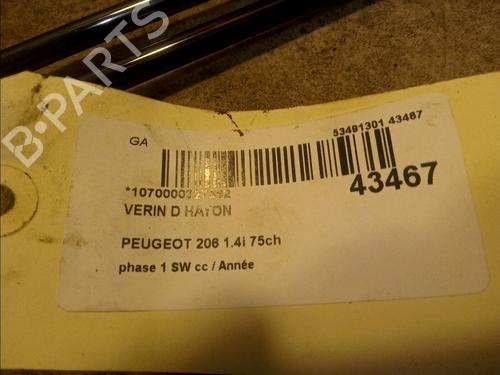 B-PARTS
GA
53491301 43467
43467
VERIN D HAYON
PEUGEOT 206 1.4i 75ch
phase 1 SW cc / Année